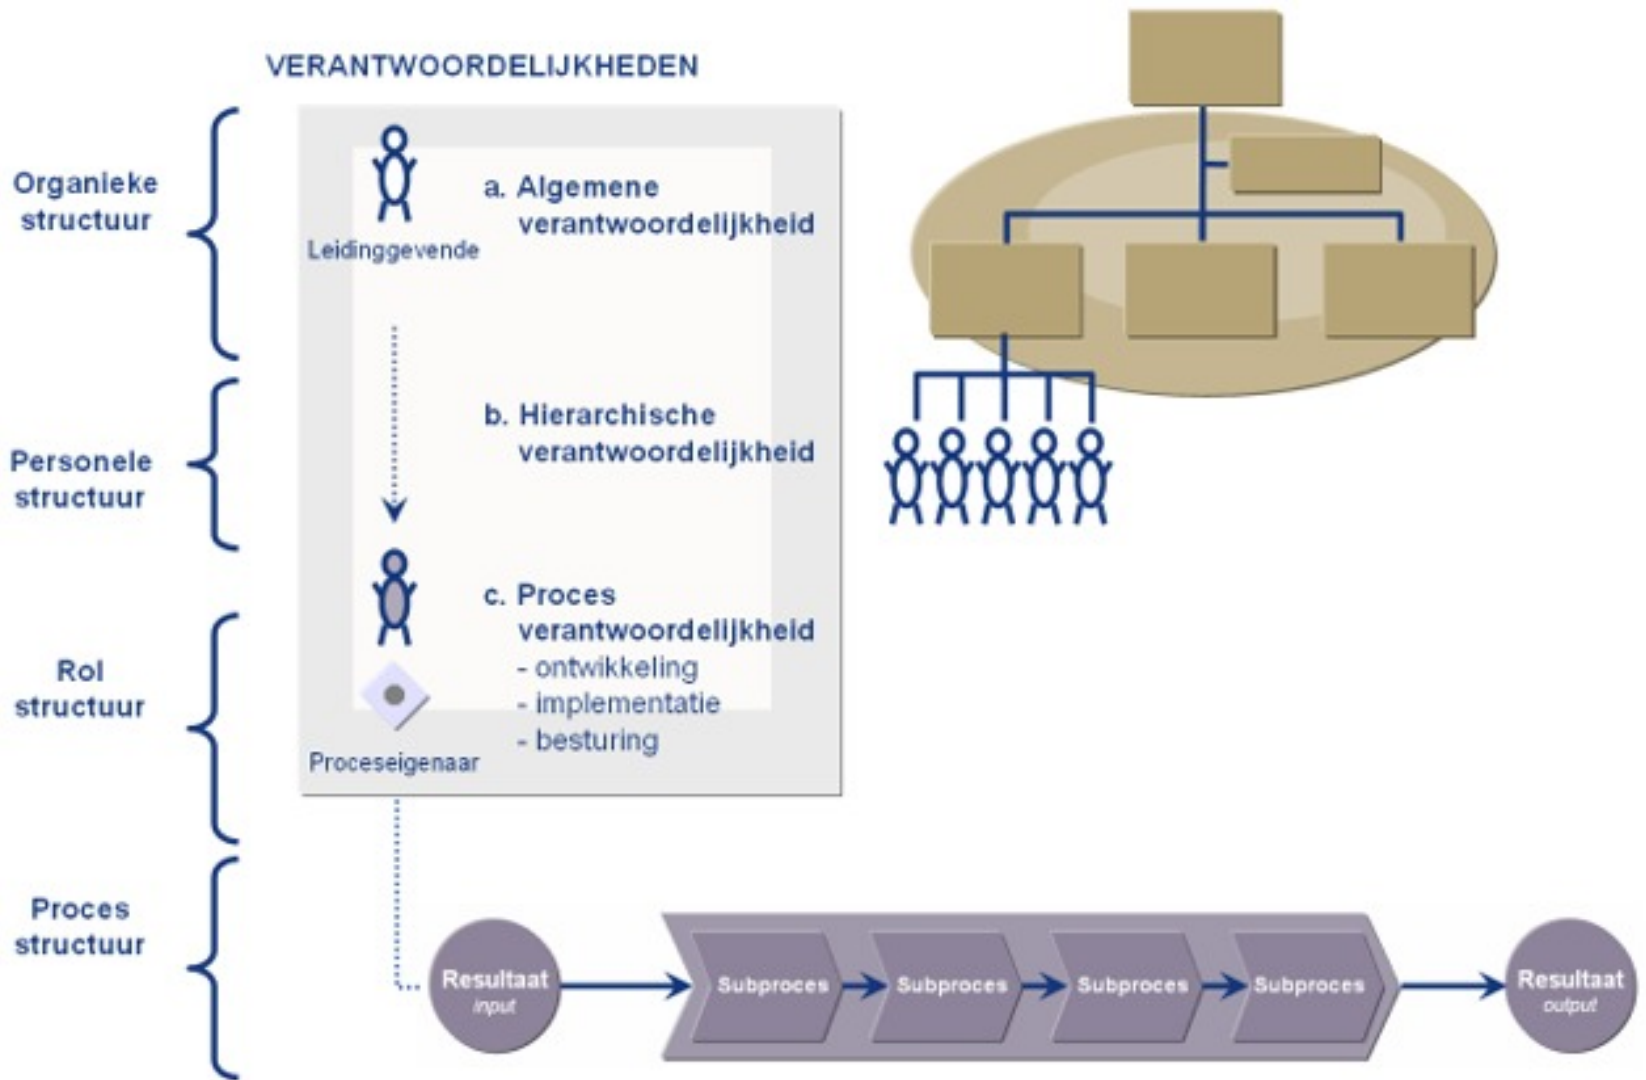 VERANTWOORDELIJKHEDEN
Organieke
structuur
Leidinggevende
a. Algemene
verantwoordelijkheid
Personele
structuur
b. Hierarchische
verantwoordelijkheid
Rol
structuur
c. Proces
verantwoordelijkheid
- ontwikkeling
- implementatie
- besturing
Proceseigenaar
Proces
structuur
Resultaat
input
Subproces
Subproces
Subproces
Subproces
Resultaat
output